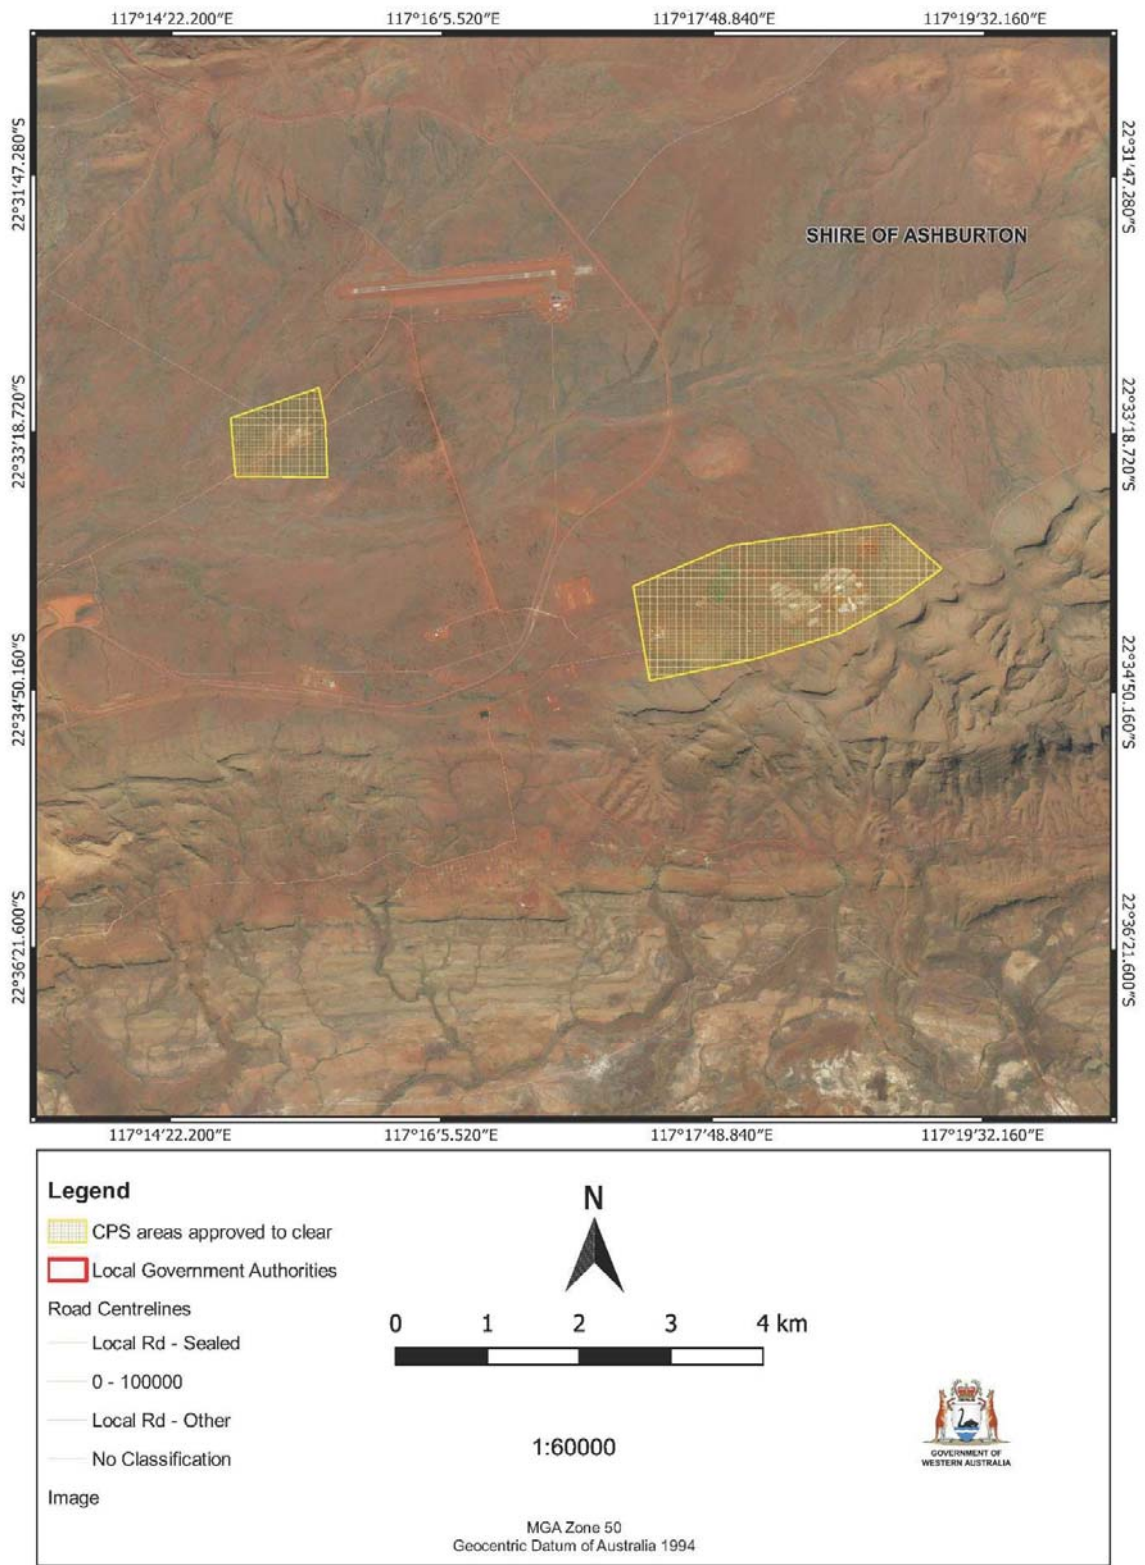 117°14'22.200"E 117°16'5.520"E 117°17'48.840"E 117°19'32.160"E
22°31'47.280"S 22°31'47.280"S
SHIRE OF ASHBURTON
22°33'18.720"S 22°33'18.720"S
22°34'50.160"S 22°34'50.160"S
22°36'21.600"S 22°36'21.600"S
117°14'22.200"E 117°16'5.520"E 117°17'48.840"E 117°19'32.160"E
Legend
CPS areas approved to clear
Local Government Authorities
Road Centrelines
Local Rd - Sealed
0 - 100000
Local Rd - Other
No Classification
Image
N
0 1 2 3 4 km
1:60000
GOVERNMENT OF
WESTERN AUSTRALIA
MGA Zone 50
Geocentric Datum of Australia 1994